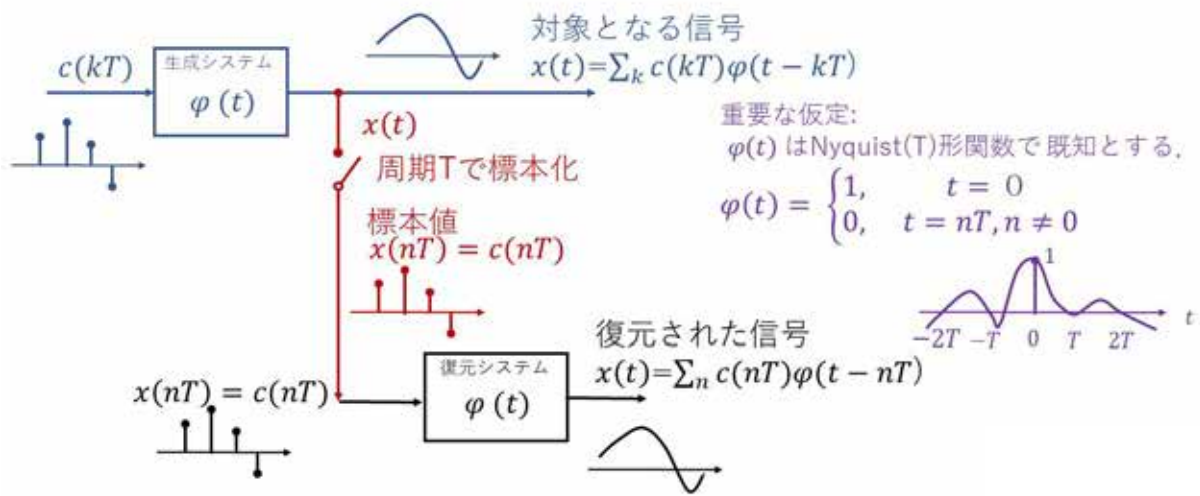 対象となる信号
x(t)=∑ₖ c(kT)φ(t − kT)
c(kT)
生成システム
φ (t)
x(t)
周期Tで標本化
標本値
x(nT) = c(nT)
重要な仮定:
φ(t) はNyquist(T)形関数で 既知とする.
φ(t) = {1, t = 0
0, t = nT, n ≠ 0
1
−2T −T 0 T 2T t
復元された信号
x(t)=∑ₙ c(nT)φ(t − nT)
x(nT) = c(nT)
復元システム
φ (t)